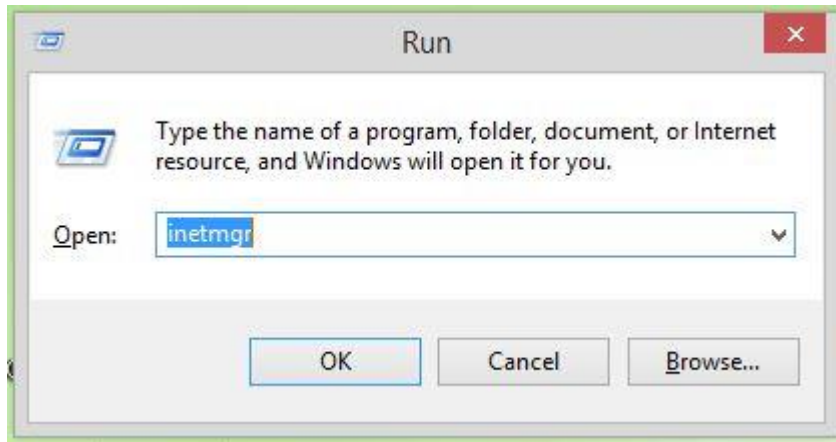 Run
Type the name of a program, folder, document, or Internet
resource, and Windows will open it for you.
Open:
inetmgr
OK
Cancel
Browse...